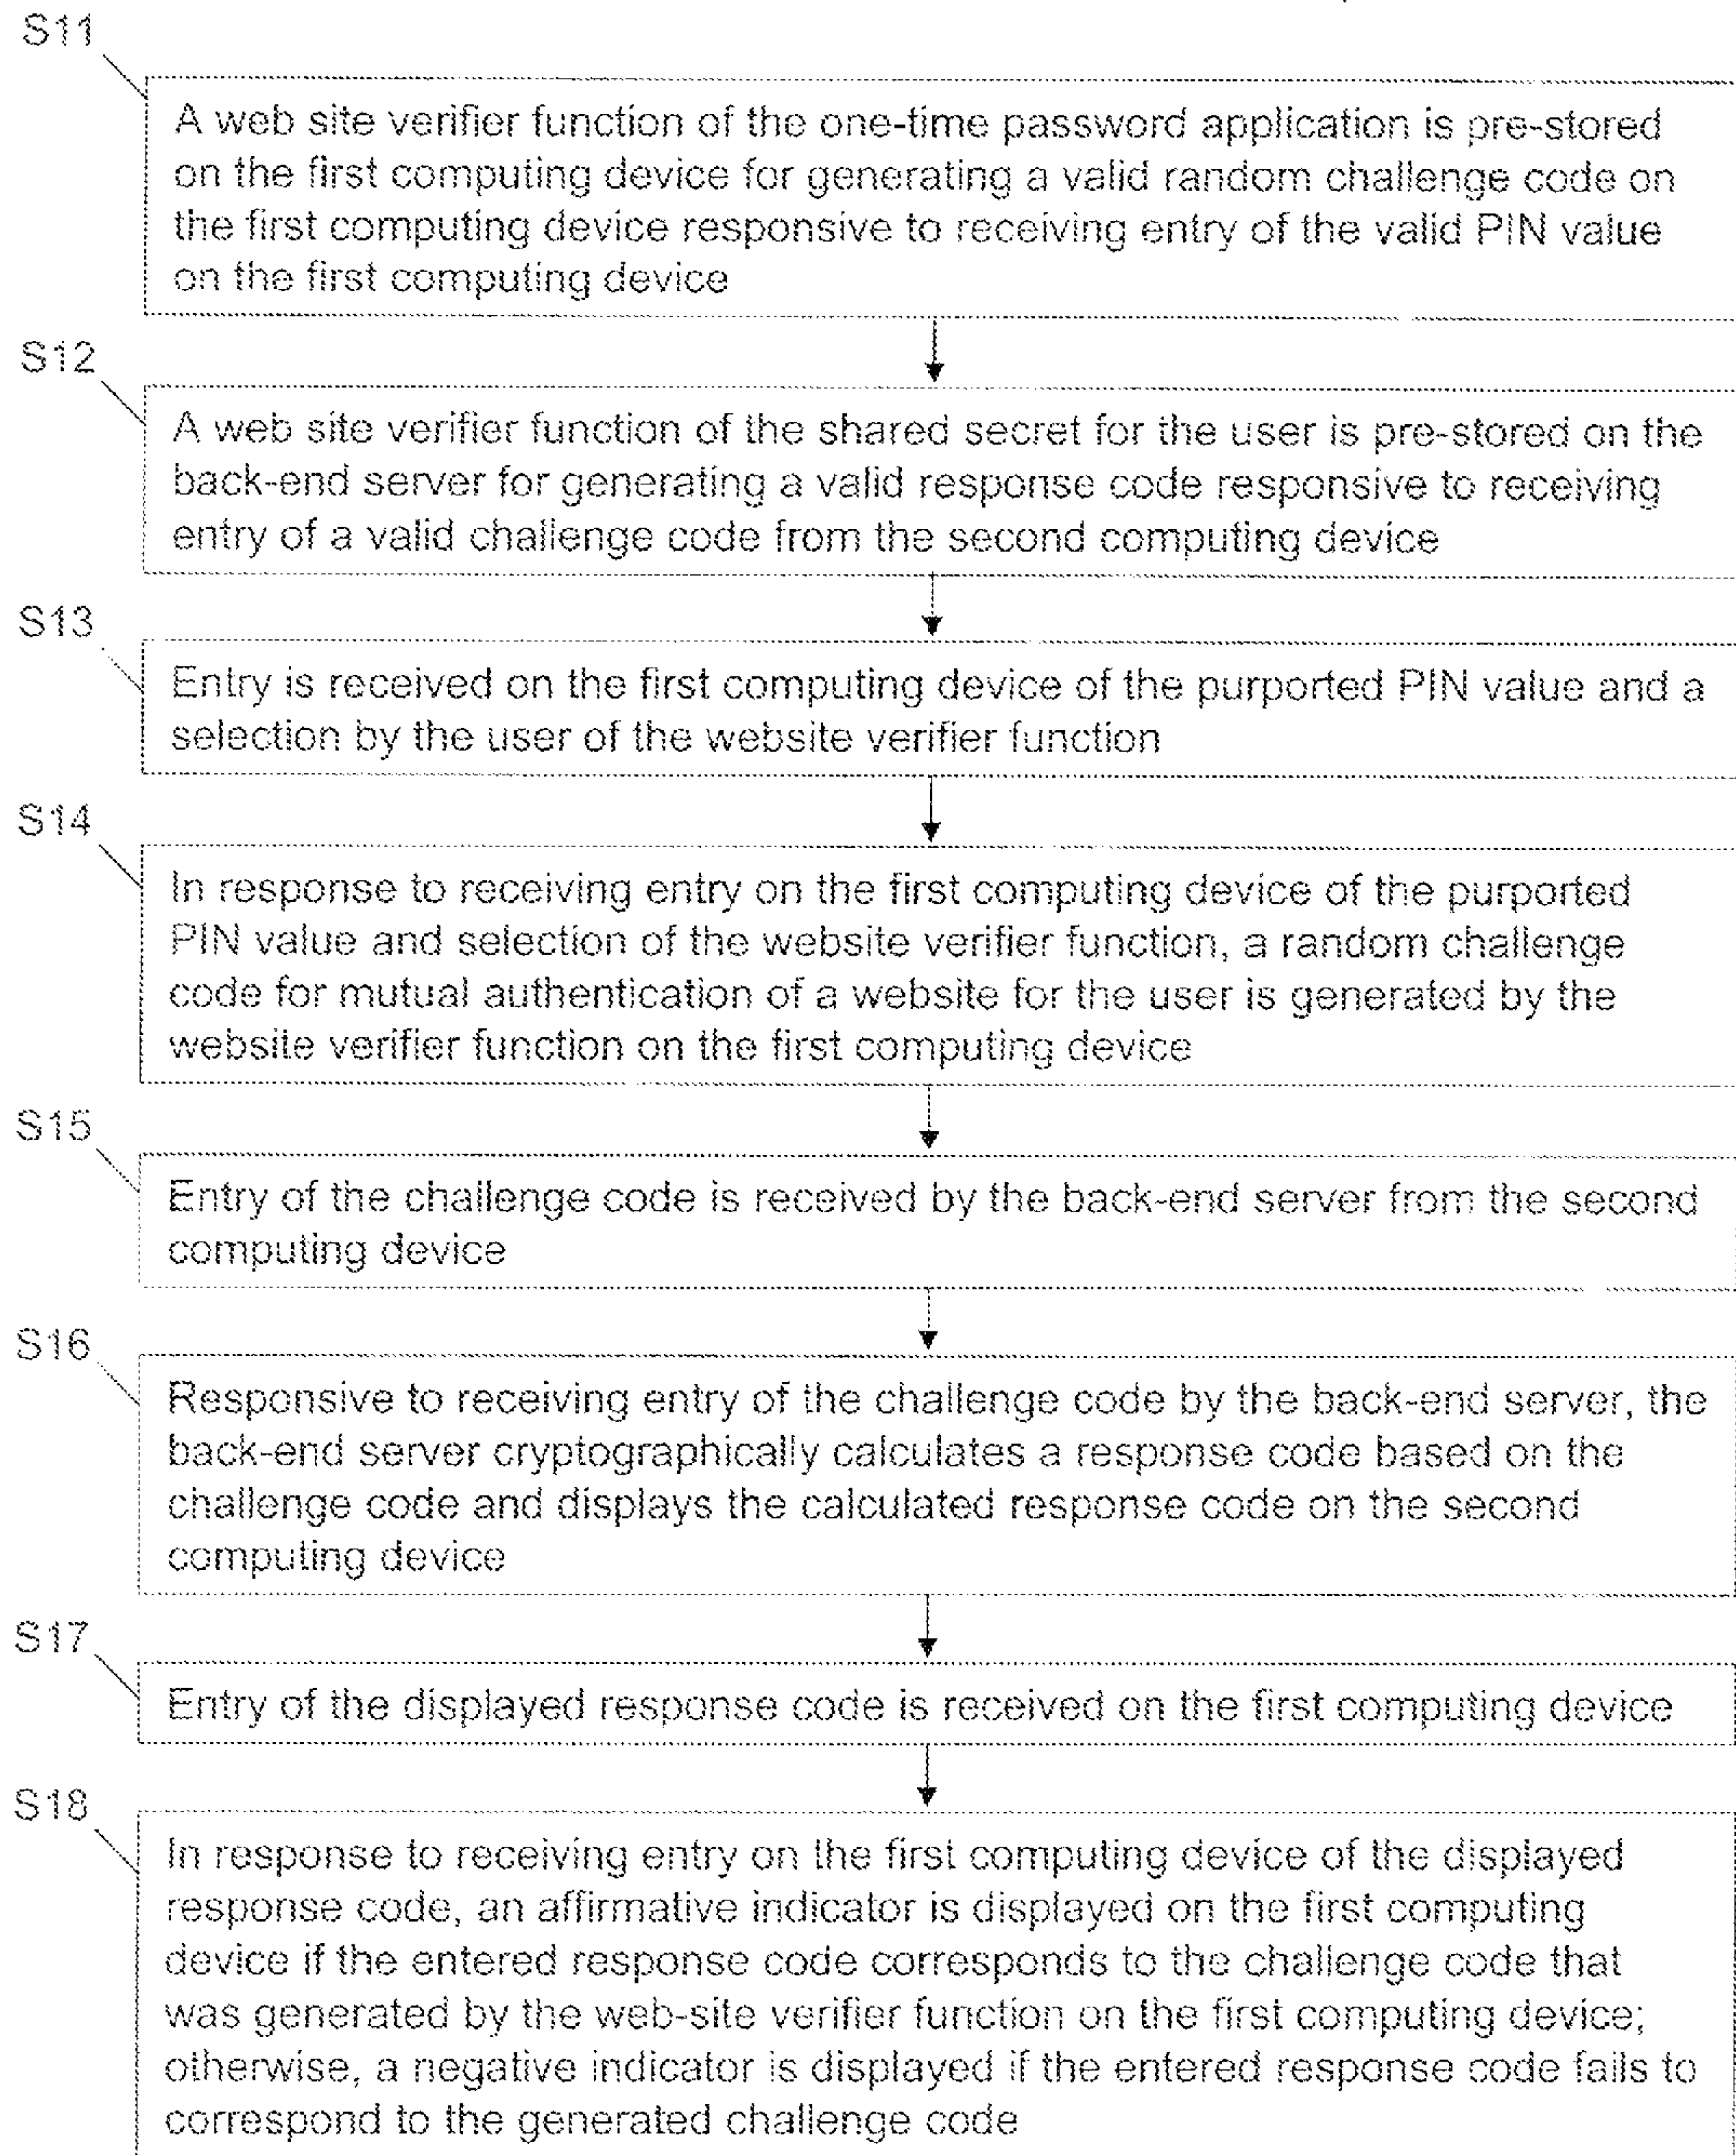 S11
A web site verifier function of the one-time password application is pre-stored
on the first computing device for generating a valid random challenge code on
the first computing device responsive to receiving entry of the valid PIN value
on the first computing device
S12
A web site verifier function of the shared secret for the user is pre-stored on the
back-end server for generating a valid response code responsive to receiving
entry of a valid challenge code from the second computing device
S13
Entry is received on the first computing device of the purported PIN value and a
selection by the user of the website verifier function
S14
In response to receiving entry on the first computing device of the purported
PIN value and selection of the website verifier function, a random challenge
code for mutual authentication of a website for the user is generated by the
website verifier function on the first computing device
S15
Entry of the challenge code is received by the back-end server from the second
computing device
S16
Responsive to receiving entry of the challenge code by the back-end server, the
back-end server cryptographically calculates a response code based on the
challenge code and displays the calculated response code on the second
computing device
S17
Entry of the displayed response code is received on the first computing device
S18
In response to receiving entry on the first computing device of the displayed
response code, an affirmative indicator is displayed on the first computing
device if the entered response code corresponds to the challenge code that
was generated by the web-site verifier function on the first computing device;
otherwise, a negative indicator is displayed if the entered response code fails to
correspond to the generated challenge code